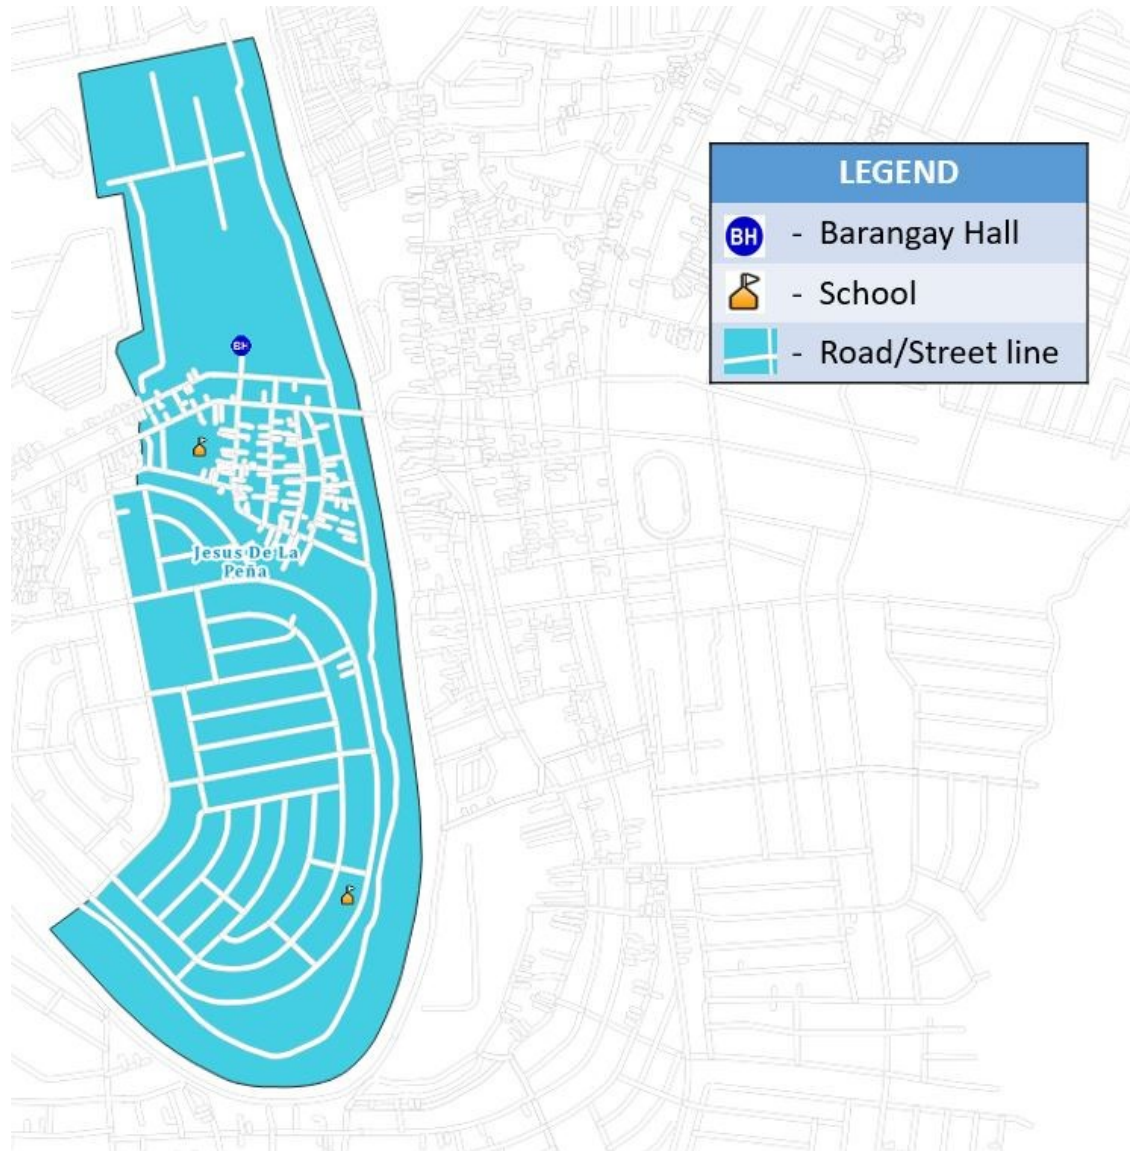 LEGEND
BH - Barangay Hall
- School
- Road/Street line
BH
Jesus De La
Peña